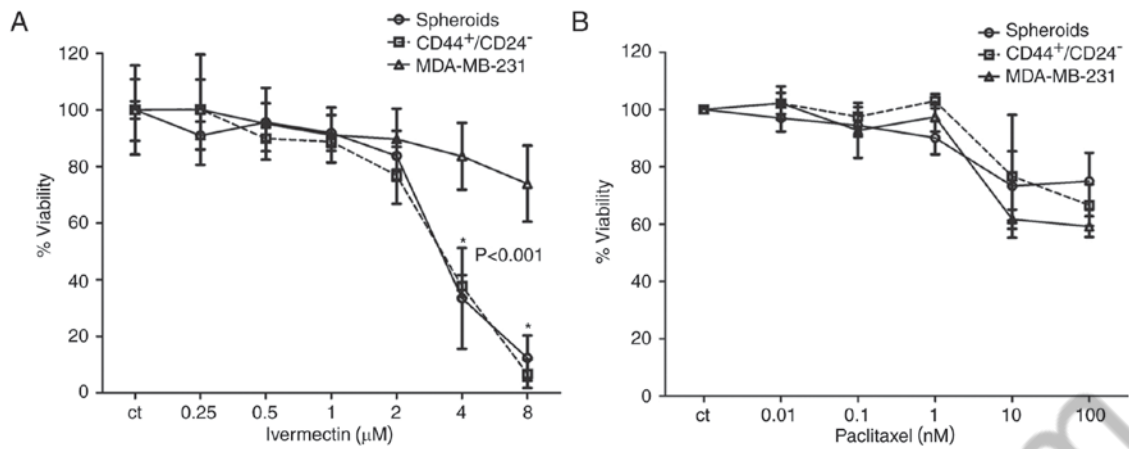 A
Spheroids
CD44+/CD24-
MDA-MB-231
120
100
80
60
40
20
0
% Viability
*
P<0.001
*
ct 0.25 0.5 1 2 4 8
Ivermectin (μM)
B
Spheroids
CD44+/CD24-
MDA-MB-231
120
100
80
60
40
20
0
% Viability
ct 0.01 0.1 1 10 100
Paclitaxel (nM)